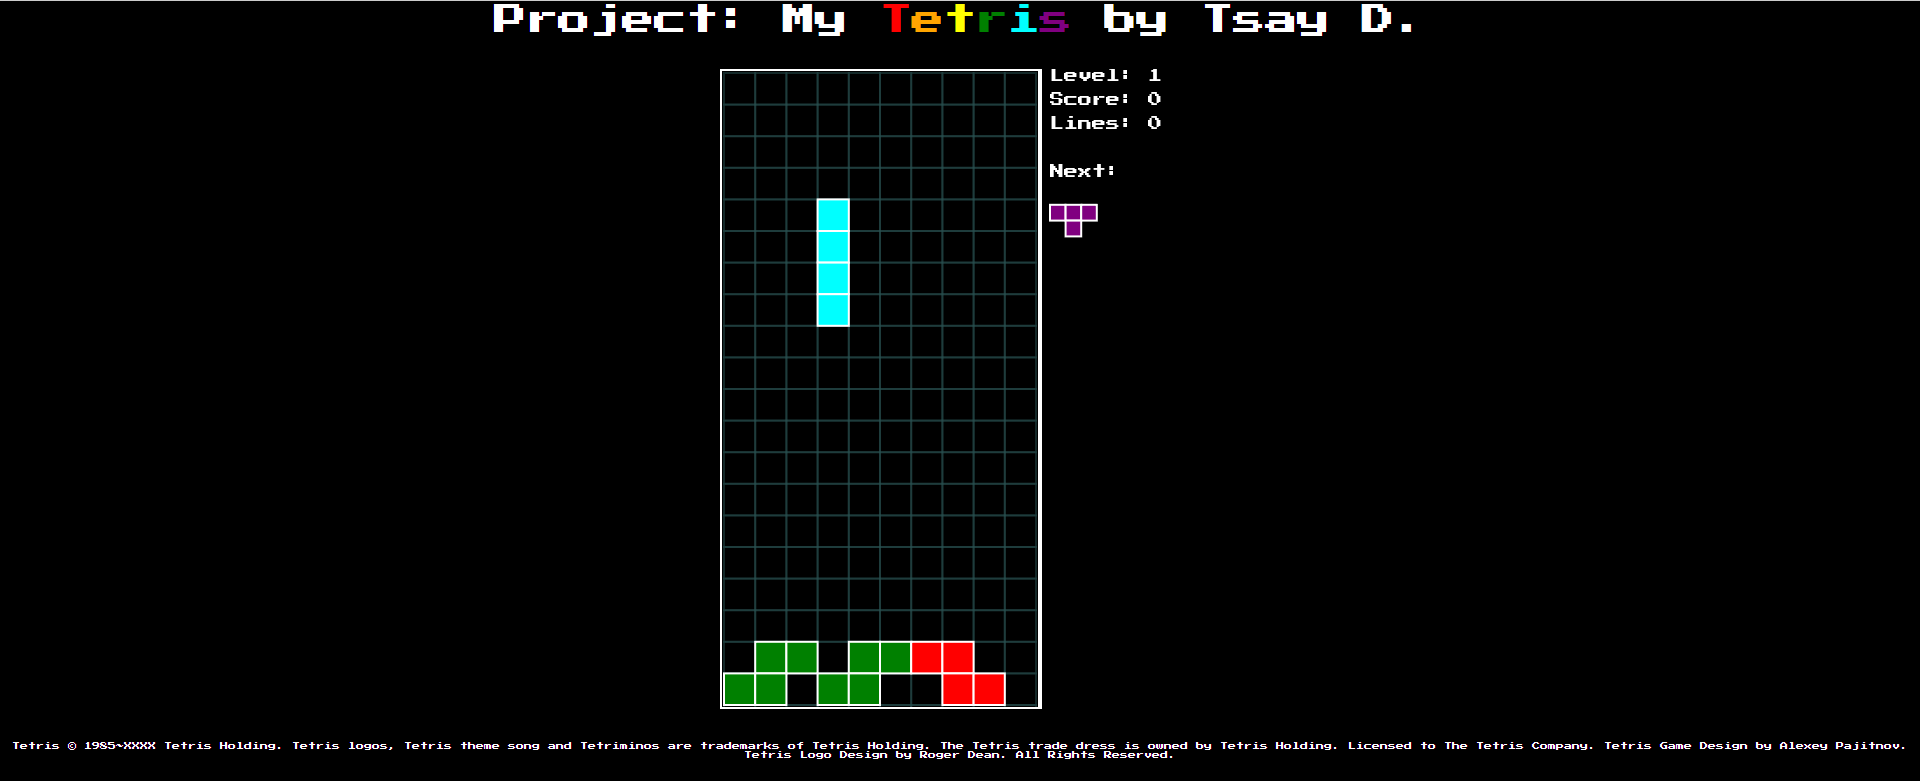 Project: My Tetris by Tsay D.
Level: 1
Score: 0
Lines: 0
Next:
Tetris © 1985~XXXX Tetris Holding. Tetris logos, Tetris theme song and Tetriminos are trademarks of Tetris Holding. The Tetris trade dress is owned by Tetris Holding. Licensed to The Tetris Company. Tetris Game Design by Alexey Pajitnov.
Tetris Logo Design by Roger Dean. All Rights Reserved.